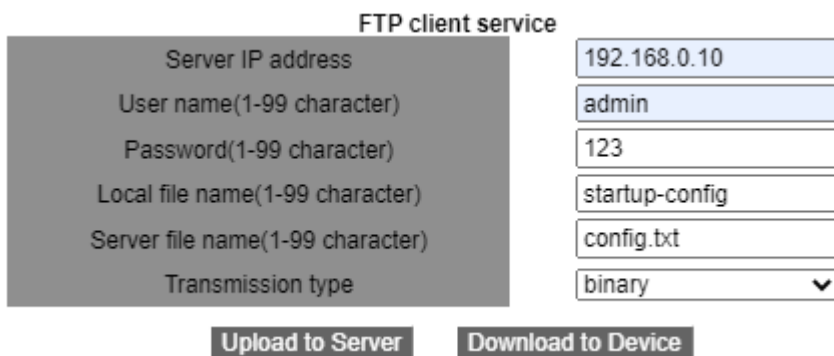 FTP client service
Server IP address 192.168.0.10
User name(1-99 character) admin
Password(1-99 character) 123
Local file name(1-99 character) startup-config
Server file name(1-99 character) config.txt
Transmission type binary
Upload to Server Download to Device